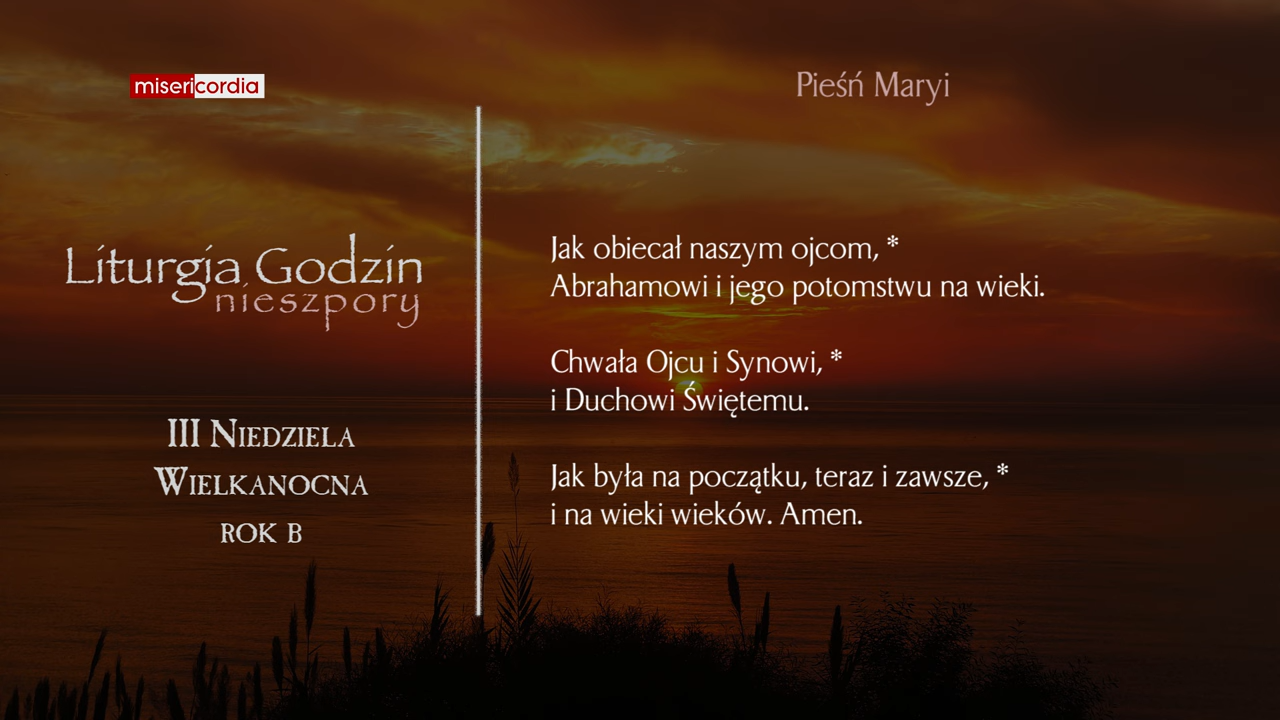 misericordia
Liturgia Godzin
nieszpory
III Niedziela
Wielkanocna
rok B
Pieśń Maryi
Jak obiecał naszym ojcom, *
Abrahamowi i jego potomstwu na wieki.
Chwała Ojcu i Synowi, *
i Duchowi Świętemu.
Jak była na początku, teraz i zawsze, *
i na wieki wieków. Amen.